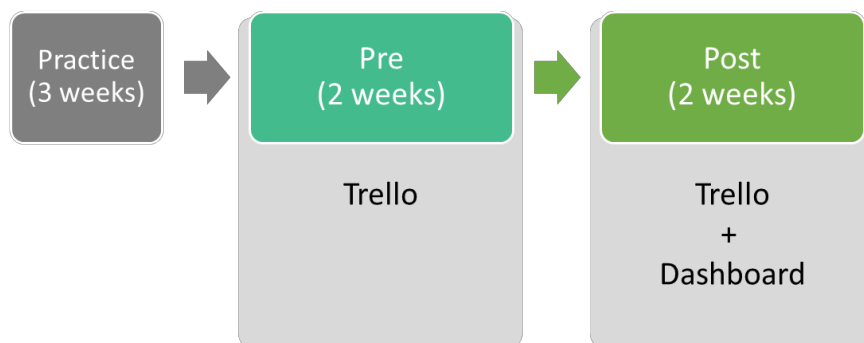 Practice
(3 weeks)
Pre
(2 weeks)
Trello
Post
(2 weeks)
Trello
+
Dashboard